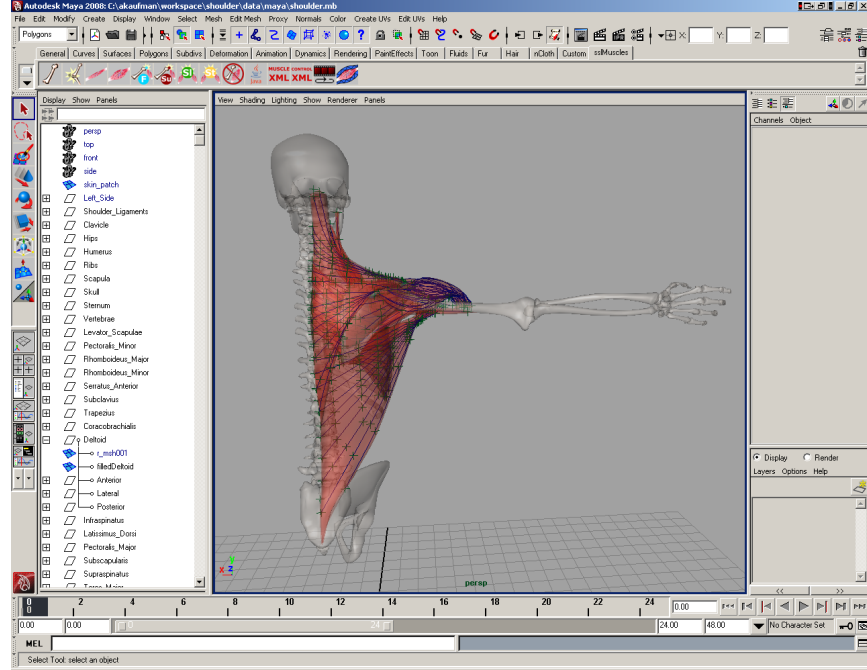 Autodesk Maya 2008: C:\akaufman\workspace\shoulder\data\maya\shoulder.mb
File Edit Modify Create Display Window Select Mesh Edit Mesh Proxy Normals Color Create UVs Edit UVs Help
Polygons X: Y: Z:
General Curves Surfaces Polygons Subdivs Deformation Animation Dynamics Rendering PaintEffects Toon Fluids Fur Hair nCloth Custom sslMuscles
MUSCLE CONTROL
XML XML
Display Show Panels
View Shading Lighting Show Renderer Panels
Channels Object
persp
top
front
side
skin_patch
Left_Side
Shoulder_Ligaments
Clavicle
Hips
Humerus
Ribs
Scapula
Skull
Sternum
Vertebrae
Levator_Scapulae
Pectoralis_Minor
Rhomboideus_Major
Rhomboideus_Minor
Serratus_Anterior
Subclavius
Trapezius
Coracobrachialis
Deltoid
r_msh001
filledDeltoid
Anterior
Lateral
Posterior
Infraspinatus
Latissimus_Dorsi
Pectoralis_Major
Subscapularis
Supraspinatus
Teres_Major
X Z
persp
Display Render
Layers Options Help
<< >>
0 2 4 6 8 10 12 14 16 18 20 22 24 0.00
0
0.00 0.00 0 24 24.00 48.00 No Character Set
MEL
Select Tool: select an object